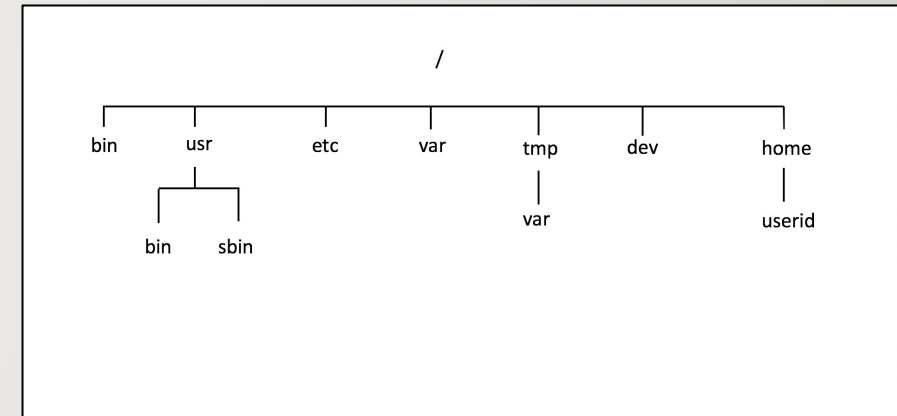 /
bin usr etc var tmp dev home
var userid
bin sbin